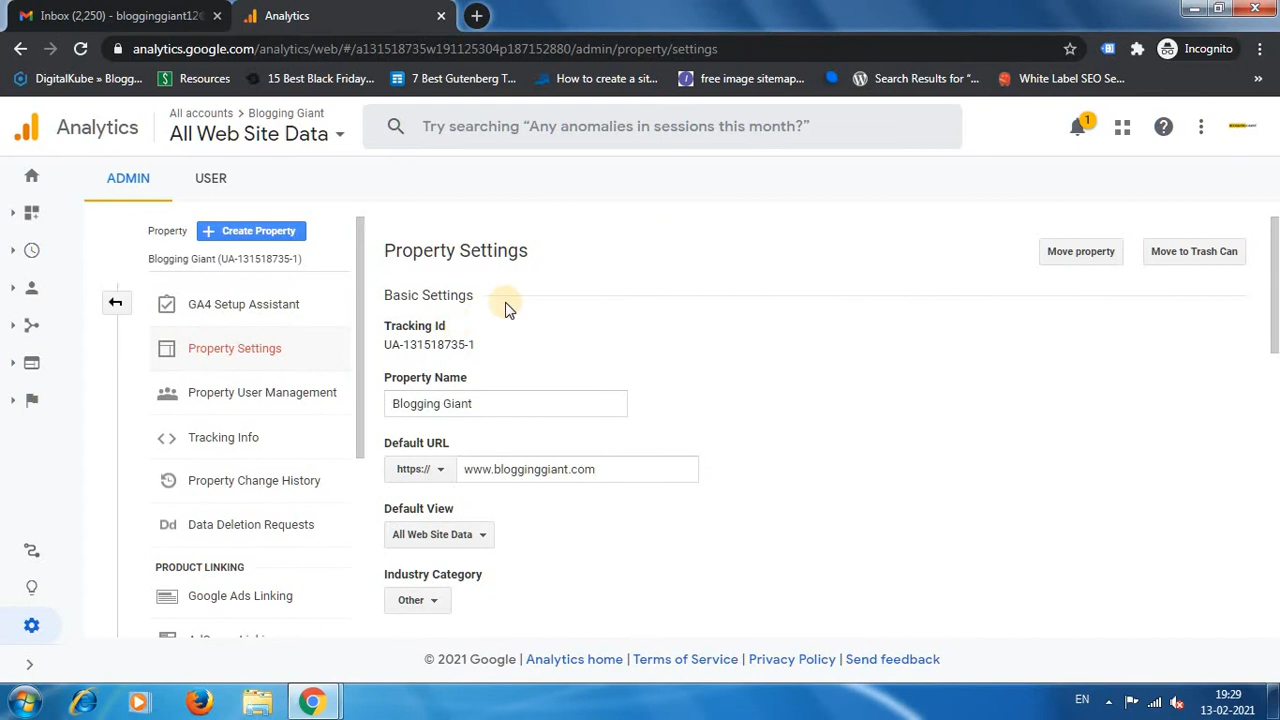 Inbox (2,250) - blogginggiant12@
Analytics
analytics.google.com/analytics/web/#/a131518735w191125304p187152880/admin/property/settings
Incognito
DigitalKube » Blogg...
Resources
15 Best Black Friday...
7 Best Gutenberg T...
How to create a sit...
free image sitemap...
Search Results for "...
White Label SEO Se...
»
Analytics
All accounts > Blogging Giant
All Web Site Data
Try searching “Any anomalies in sessions this month?”
1
ADMIN
USER
Property
+ Create Property
Blogging Giant (UA-131518735-1)
GA4 Setup Assistant
Property Settings
Property User Management
Tracking Info
Property Change History
Dd Data Deletion Requests
PRODUCT LINKING
Google Ads Linking
Property Settings
Move property
Move to Trash Can
Basic Settings
Tracking Id
UA-131518735-1
Property Name
Blogging Giant
Default URL
https://
www.blogginggiant.com
Default View
All Web Site Data
Industry Category
Other
© 2021 Google | Analytics home | Terms of Service | Privacy Policy | Send feedback
EN
19:29
13-02-2021